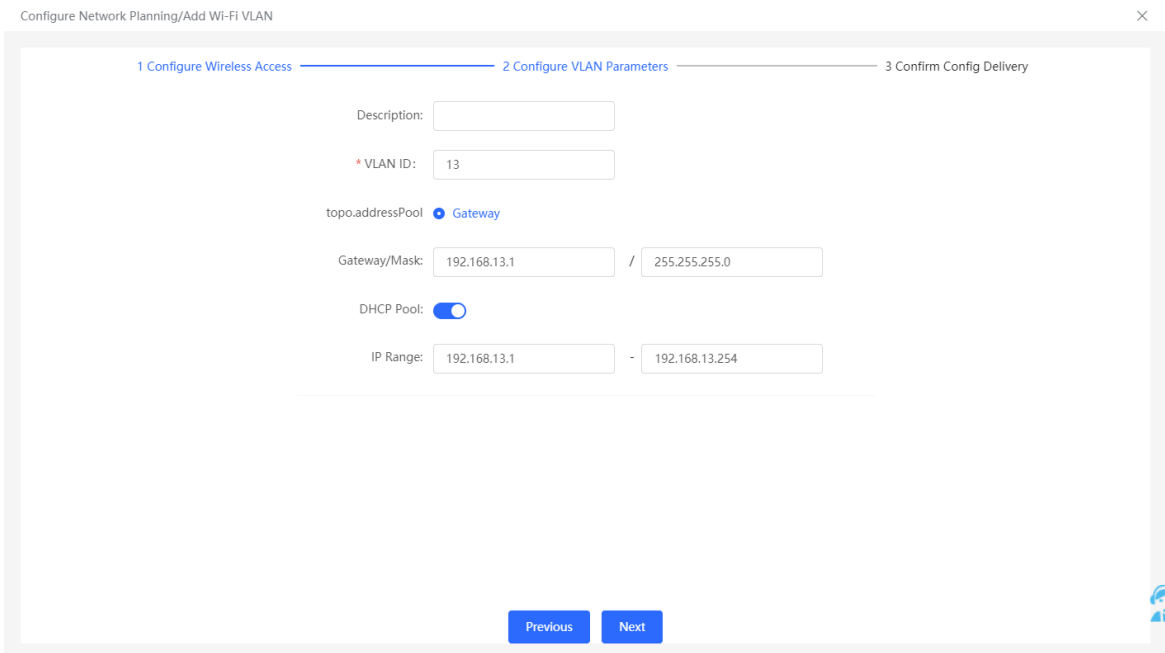 Configure Network Planning/Add Wi-Fi VLAN
1 Configure Wireless Access 2 Configure VLAN Parameters 3 Confirm Config Delivery
Description:
* VLAN ID: 13
topo.addressPool Gateway
Gateway/Mask: 192.168.13.1 / 255.255.255.0
DHCP Pool:
IP Range: 192.168.13.1 - 192.168.13.254
Previous Next